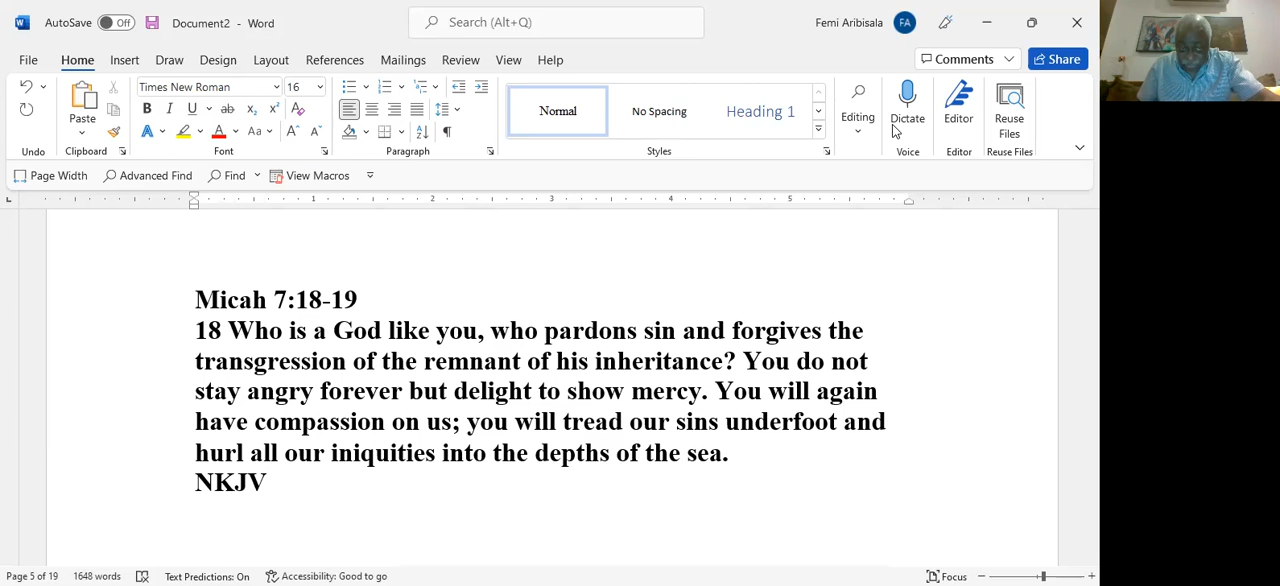 AutoSave Off Document2 - Word Search (Alt+Q) Femi Aribisala FA
File Home Insert Draw Design Layout References Mailings Review View Help Comments Share
Times New Roman 16
Paste Normal No Spacing Heading 1 Editing Dictate Editor Reuse Files
Undo Clipboard Font Paragraph Styles Voice Editor Reuse Files
Page Width Advanced Find Find View Macros
1 2 3 4 5
Micah 7:18-19
18 Who is a God like you, who pardons sin and forgives the
transgression of the remnant of his inheritance? You do not
stay angry forever but delight to show mercy. You will again
have compassion on us; you will tread our sins underfoot and
hurl all our iniquities into the depths of the sea.
NKJV
Page 5 of 19 1648 words Text Predictions: On Accessibility: Good to go Focus